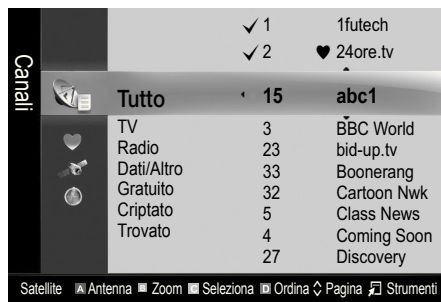 Canali
✓ 1 1futech
✓ 2 ♥ 24ore.tv
Tutto 15 abc1
TV 3 BBC World
Radio 23 bid-up.tv
Dati/Altro 33 Boonerang
Gratuito 32 Cartoon Nwk
Criptato 5 Class News
Trovato 4 Coming Soon
27 Discovery
Satellite A Antenna B Zoom C Seleziona D Ordina Pagina Strumenti